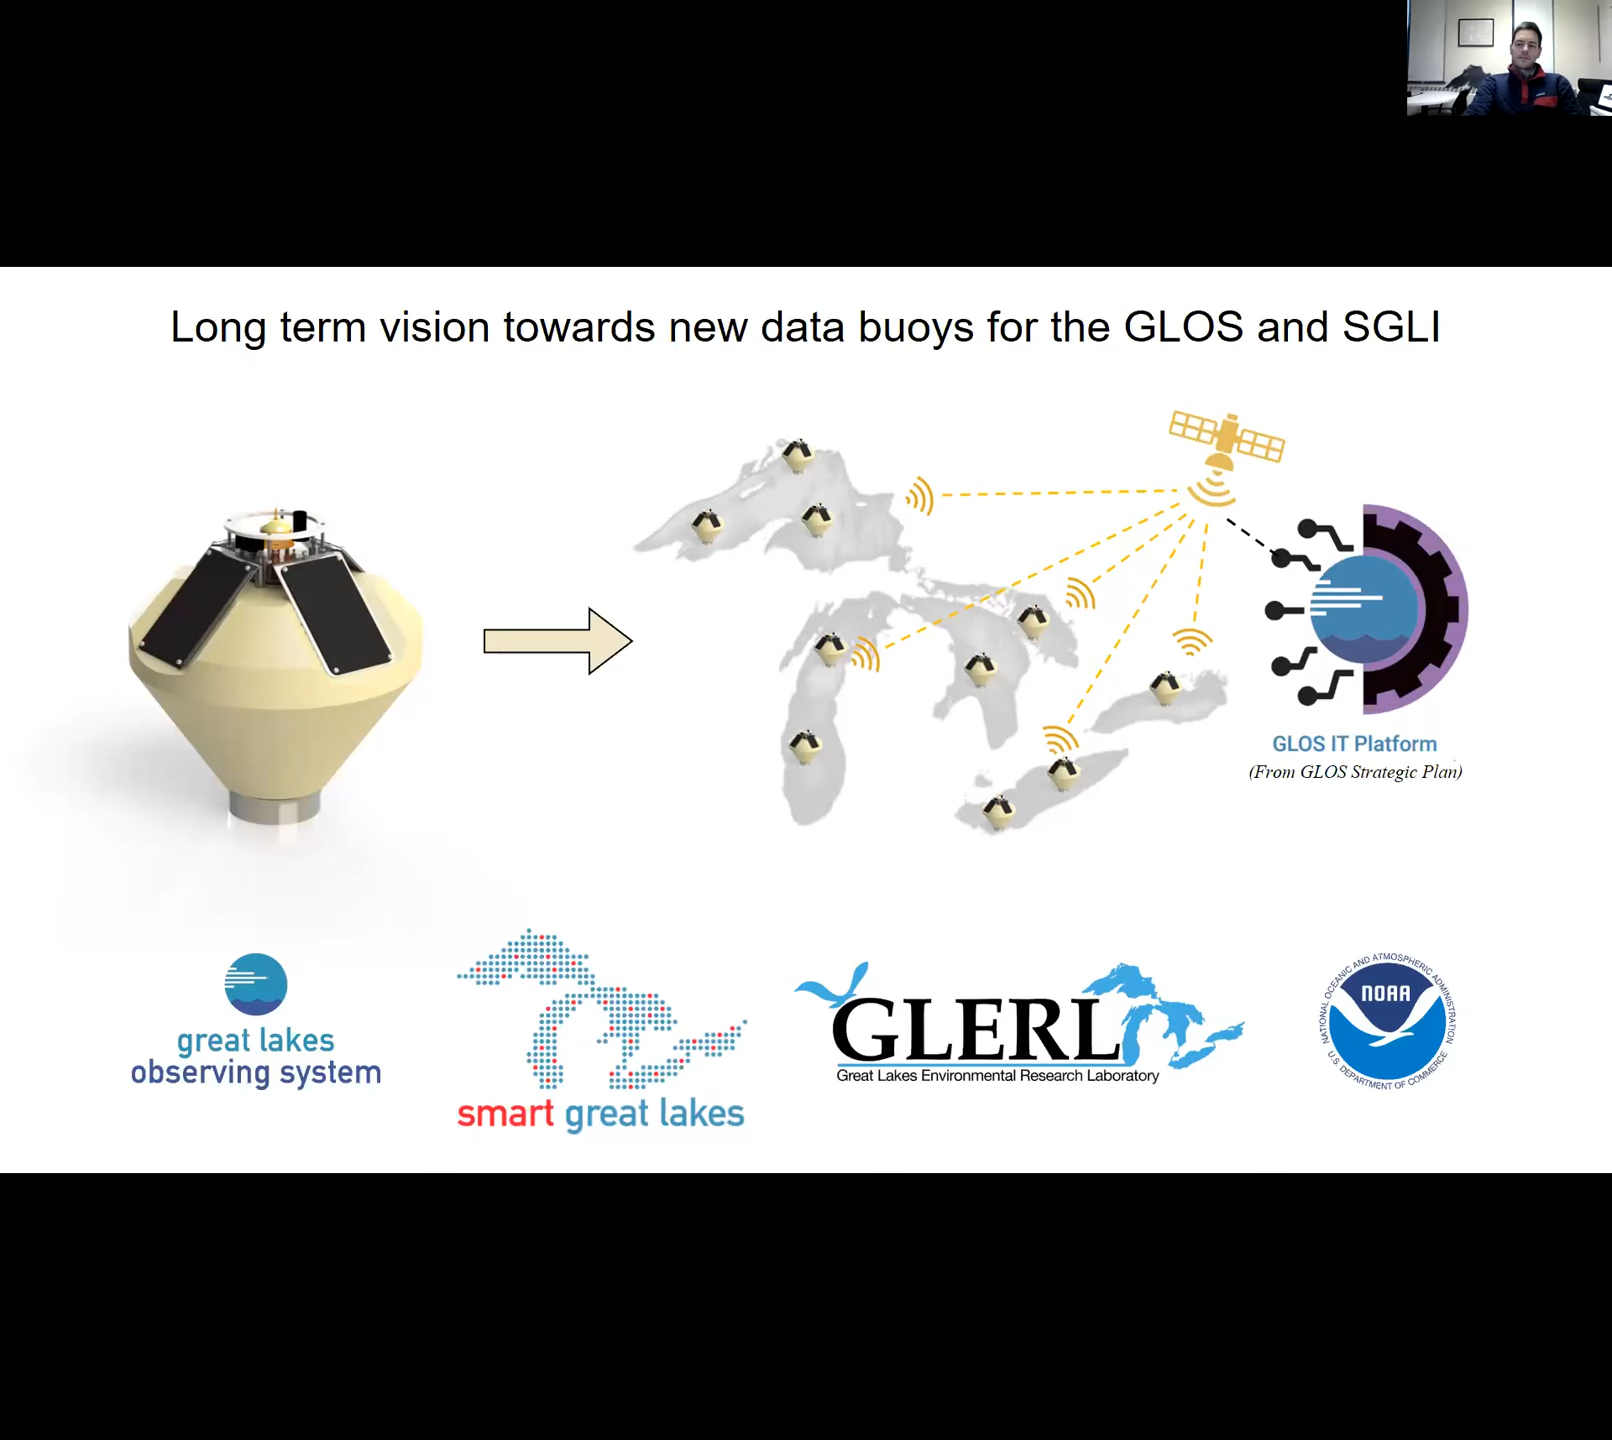 Long term vision towards new data buoys for the GLOS and SGLI
GLOS IT Platform
(From GLOS Strategic Plan)
great lakes
observing system
smart great lakes
GLERL
Great Lakes Environmental Research Laboratory
NATIONAL OCEANIC AND ATMOSPHERIC ADMINISTRATION
NOAA
U.S. DEPARTMENT OF COMMERCE